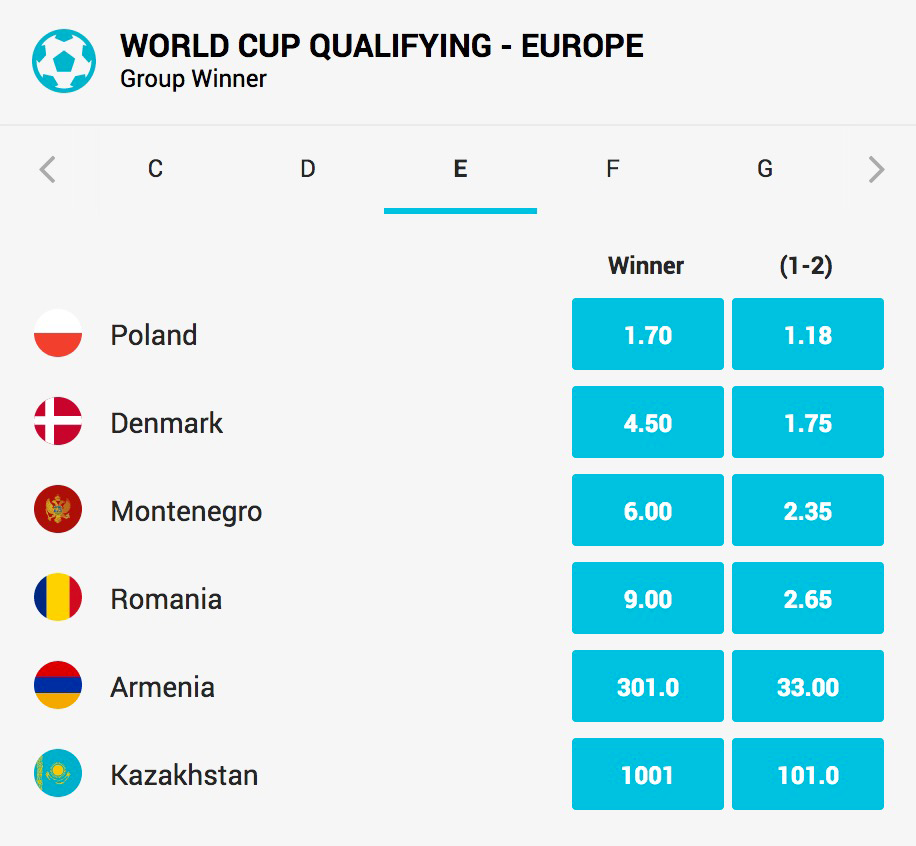 WORLD CUP QUALIFYING - EUROPE
Group Winner
C D E F G
Winner (1-2)
Poland 1.70 1.18
Denmark 4.50 1.75
Montenegro 6.00 2.35
Romania 9.00 2.65
Armenia 301.0 33.00
Kazakhstan 1001 101.0